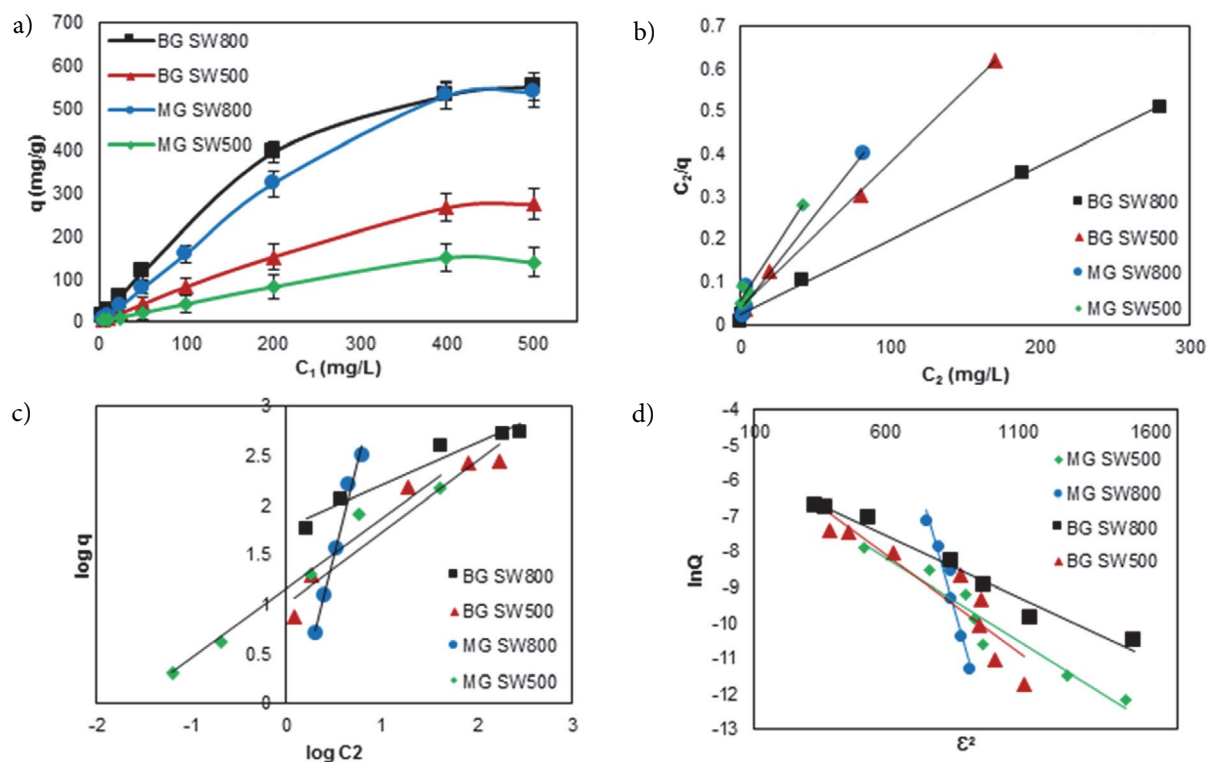 a)
700
600
500
400
300
200
100
0
q (mg/g)
BG SW800
BG SW500
MG SW800
MG SW500
0
100
200
300
400
500
C₁ (mg/L)
b)
0.7
0.6
0.5
0.4
0.3
0.2
0.1
0
C₂/q
BG SW800
BG SW500
MG SW800
MG SW500
0
100
200
300
C₂ (mg/L)
c)
3
2.5
2
1.5
1
0.5
0
log q
BG SW800
BG SW500
MG SW800
MG SW500
-2
-1
0
1
2
3
log C2
d)
-4
-5
-6
-7
-8
-9
-10
-11
-12
-13
lnQ
100
600
1100
1600
MG SW500
MG SW800
BG SW800
BG SW500
Ɛ²